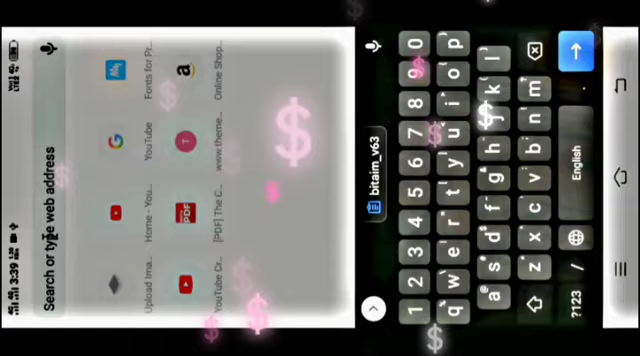 3:39
Search or type web address
Upload Ima...
Home - You...
YouTube
Fonts for Pr...
YouTube Cr...
[PDF] The C...
www.theme...
Online Shop...
bitaim_v63
1 2 3 4 5 6 7 8 9 0
q w e r t y u i o p
a s d f g h j k l
z x c v b n m
?123 / English .